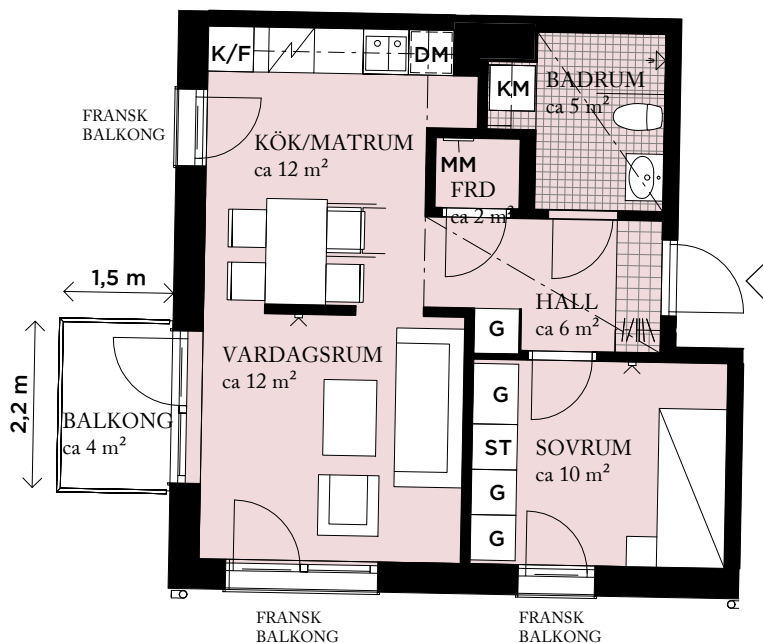 K/F
DM
KM
BADRUM
ca 5 m²
FRANSK
BALKONG
KÖK/MATRUM
ca 12 m²
MM
FRD
ca 2 m²
1,5 m
HALL
ca 6 m²
G
VARDAGSRUM
ca 12 m²
2,2 m
BALKONG
ca 4 m²
G
ST
G
G
SOVRUM
ca 10 m²
FRANSK
BALKONG
FRANSK
BALKONG